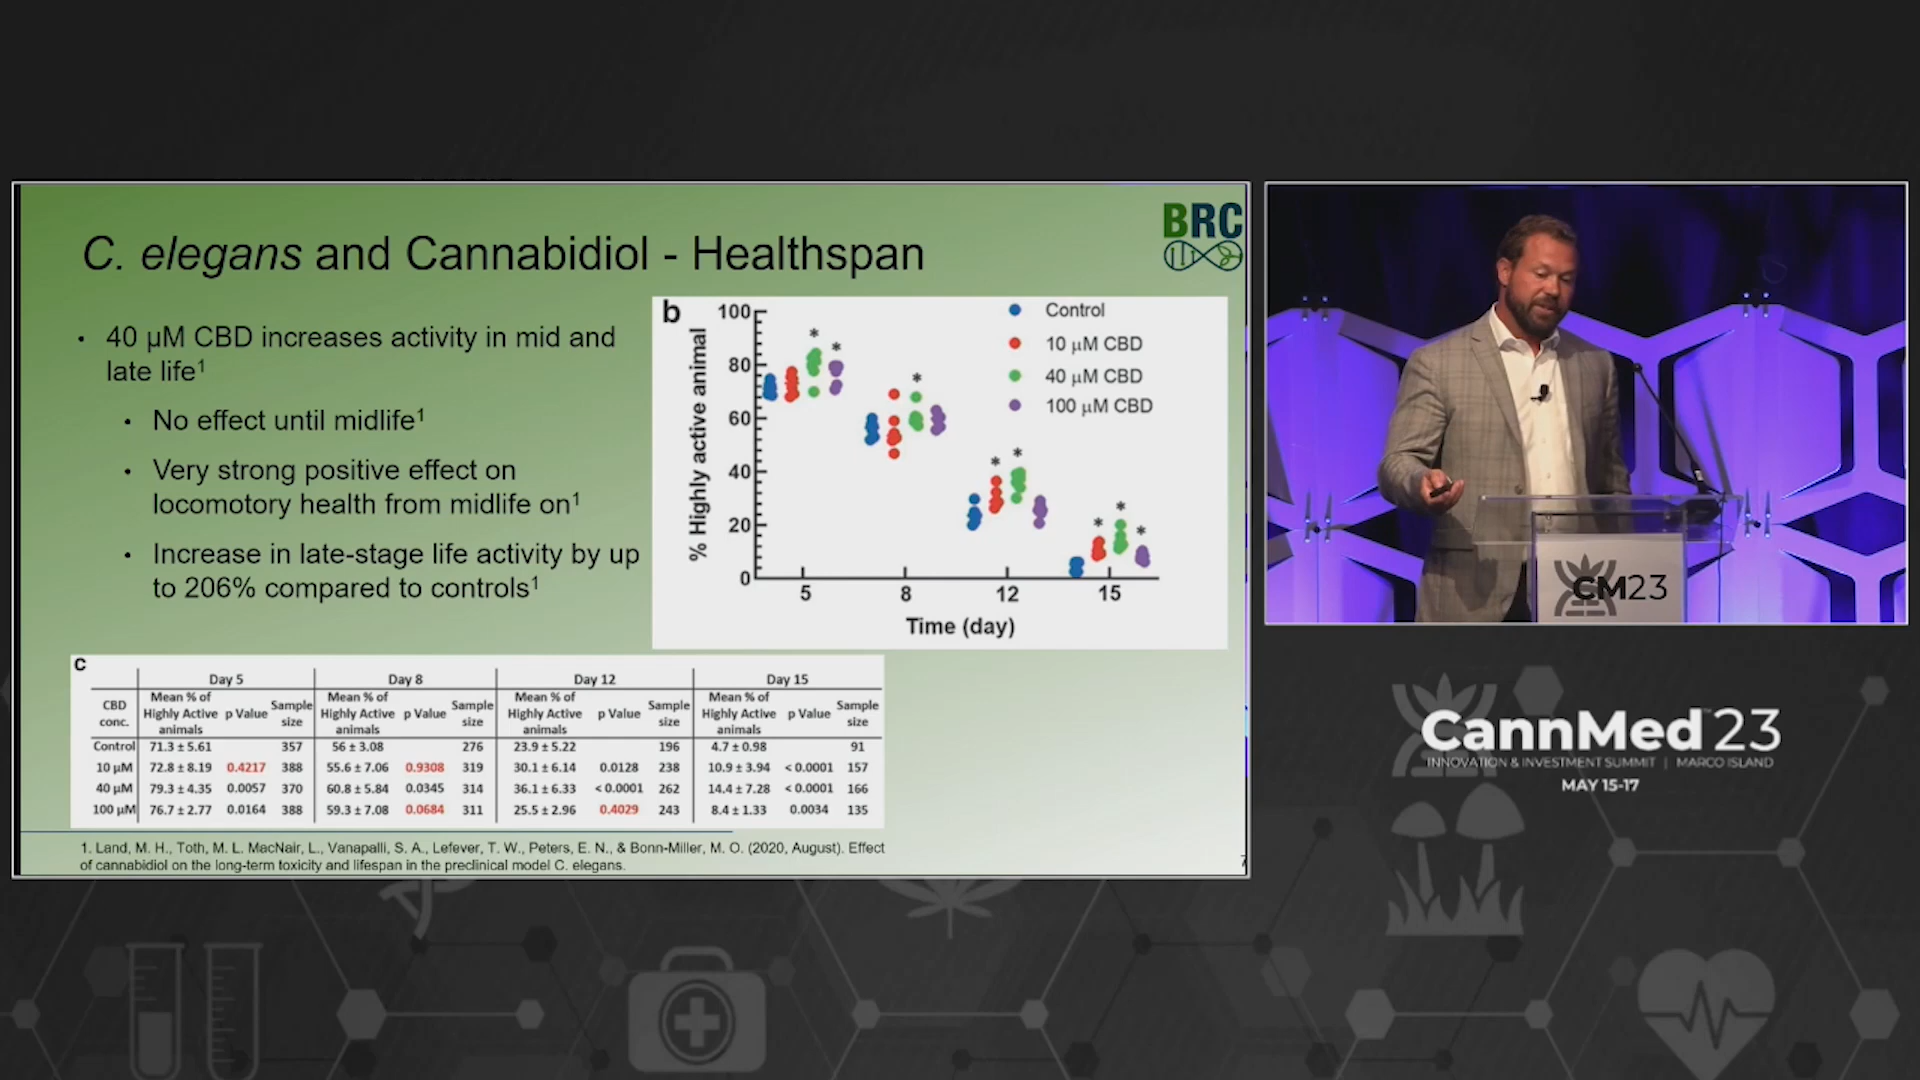 C. elegans and Cannabidiol - Healthspan
BRC
• 40 μM CBD increases activity in mid and
late life1
• No effect until midlife1
• Very strong positive effect on
locomotory health from midlife on1
• Increase in late-stage life activity by up
to 206% compared to controls1
b
% Highly active animal
100
80
60
40
20
0
Control
10 μM CBD
40 μM CBD
100 μM CBD
* * * * * * * *
5 8 12 15
Time (day)
c
Day 5 Day 8 Day 12 Day 15
CBD conc. Mean % of Highly Active animals p Value Sample size Mean % of Highly Active animals p Value Sample size Mean % of Highly Active animals p Value Sample size Mean % of Highly Active animals p Value Sample size
Control 71.3 ± 5.61 357 56 ± 3.08 276 23.9 ± 5.22 196 4.7 ± 0.98 91
10 μM 72.8 ± 8.19 0.4217 388 55.6 ± 7.06 0.9308 319 30.1 ± 6.14 0.0128 238 10.9 ± 3.94 < 0.0001 157
40 μM 79.3 ± 4.35 0.0057 370 60.8 ± 5.84 0.0345 314 36.1 ± 6.33 < 0.0001 262 14.4 ± 7.28 < 0.0001 166
100 μM 76.7 ± 2.77 0.0164 388 59.3 ± 7.08 0.0684 311 25.5 ± 2.96 0.4029 243 8.4 ± 1.33 0.0034 135
1. Land, M. H., Toth, M. L. MacNair, L., Vanapalli, S. A., Lefever, T. W., Peters, E. N., & Bonn-Miller, M. O. (2020, August). Effect
of cannabidiol on the long-term toxicity and lifespan in the preclinical model C. elegans.
7
CM23
CannMed™23
INNOVATION & INVESTMENT SUMMIT | MARCO ISLAND
MAY 15-17